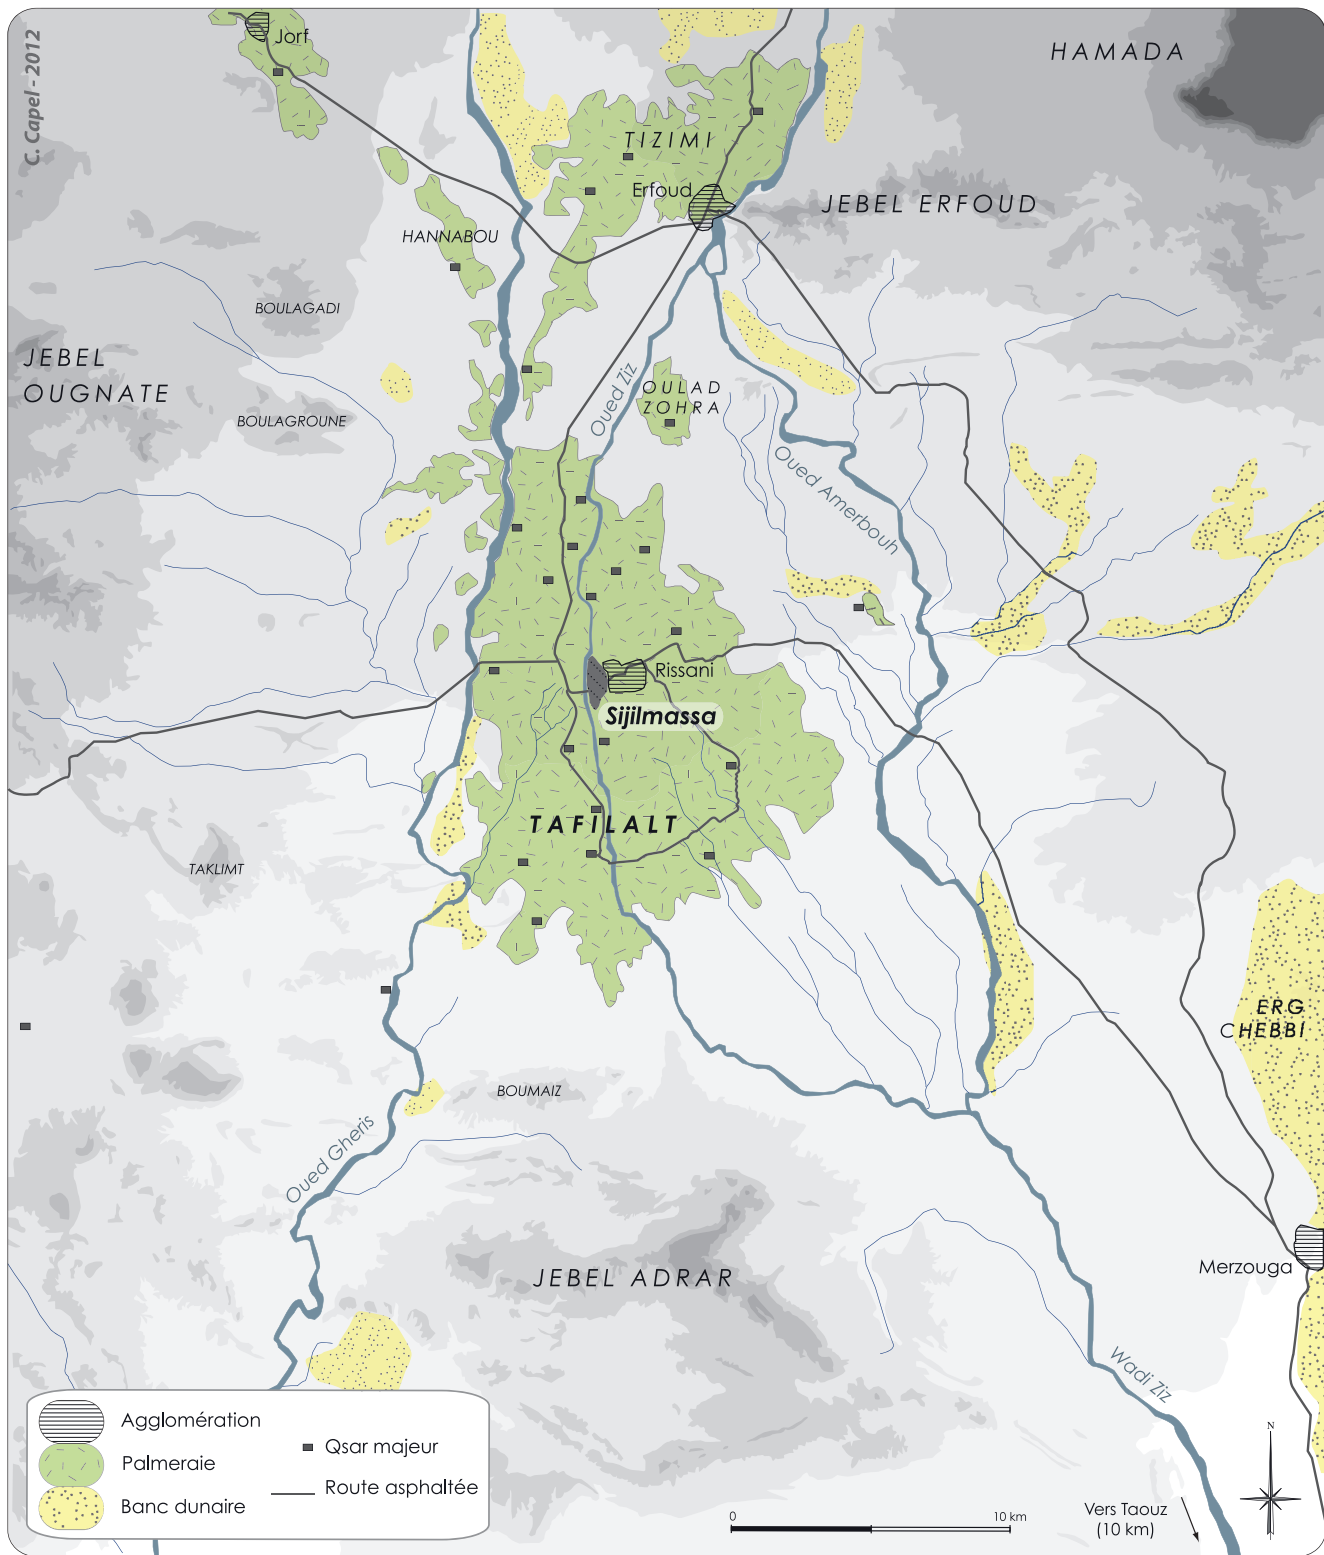 C. Capel - 2012
Jorf
HAMADA
TIZIMI
Erfoud
JEBEL ERFOUD
HANNABOU
BOULAGADI
JEBEL
OUGNATE
Oued Ziz
OULAD
ZOHRA
BOULAGROUNE
Oued Amerbouh
Rissani
Sijilmassa
TAFILALT
TAKLIMT
ERG
CHEBBI
BOUMAIZ
Oued Gheris
JEBEL ADRAR
Merzouga
Wadi Ziz
Agglomération
Palmeraie
Banc dunaire
Qsar majeur
Route asphaltée
0
10 km
Vers Taouz
(10 km)
N